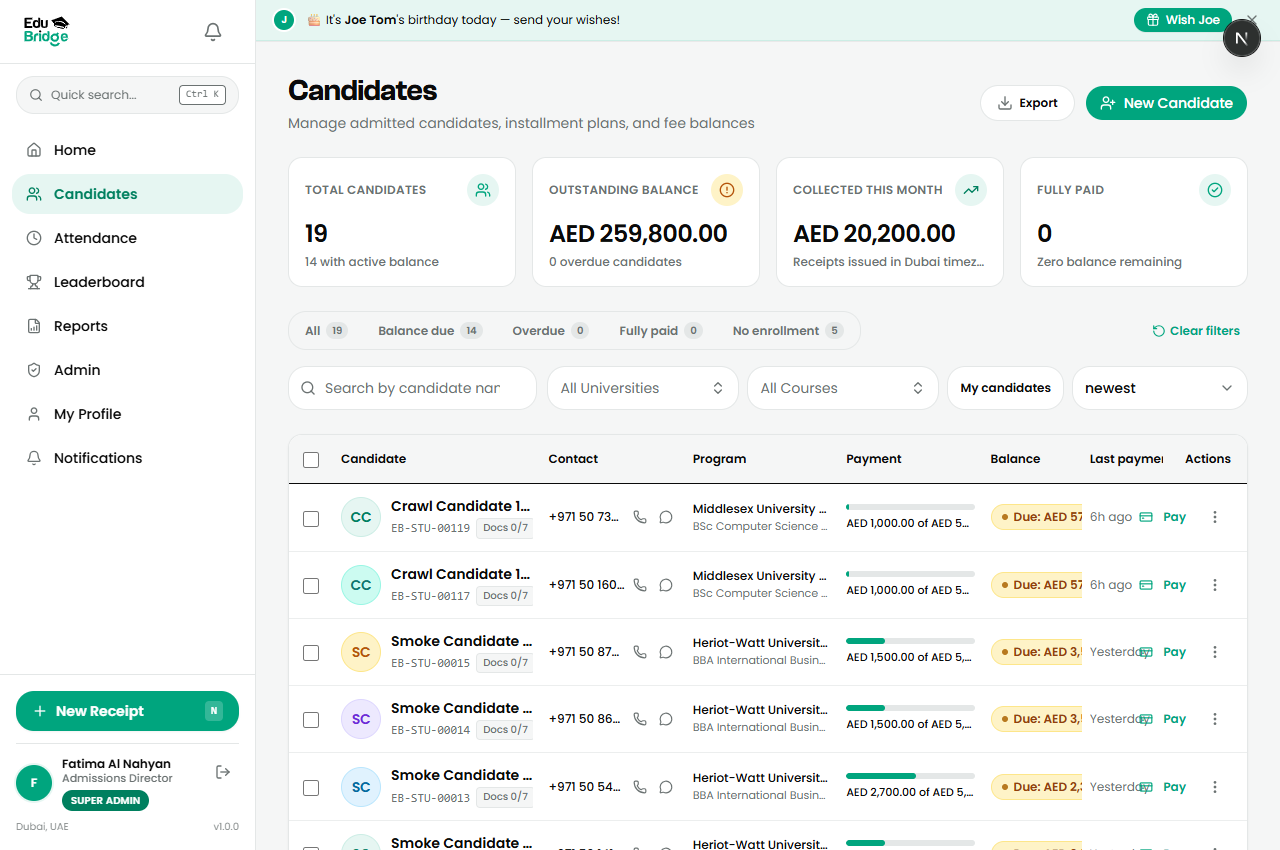 Edu
Bridge
Quick search...
Ctrl K
Home
Candidates
Attendance
Leaderboard
Reports
Admin
My Profile
Notifications
New Receipt N
F
Fatima Al Nahyan
Admissions Director
SUPER ADMIN
Dubai, UAE v1.0.0
J It's Joe Tom's birthday today — send your wishes! Wish Joe
N
Candidates
Manage admitted candidates, installment plans, and fee balances
Export New Candidate
TOTAL CANDIDATES
19
14 with active balance
OUTSTANDING BALANCE
AED 259,800.00
0 overdue candidates
COLLECTED THIS MONTH
AED 20,200.00
Receipts issued in Dubai timez...
FULLY PAID
0
Zero balance remaining
All 19 Balance due 14 Overdue 0 Fully paid 0 No enrollment 5 Clear filters
Search by candidate nar All Universities All Courses My candidates newest
Candidate Contact Program Payment Balance Last paymer Actions
CC Crawl Candidate 1... +971 50 73... Middlesex University ... Due: AED 57 6h ago Pay
EB-STU-00119 Docs 0/7 BSc Computer Science ... AED 1,000.00 of AED 5...
CC Crawl Candidate 1... +971 50 160... Middlesex University ... Due: AED 57 6h ago Pay
EB-STU-00117 Docs 0/7 BSc Computer Science ... AED 1,000.00 of AED 5...
SC Smoke Candidate ... +971 50 87... Heriot-Watt Universit... Due: AED 3, Yesterday Pay
EB-STU-00015 Docs 0/7 BBA International Busin... AED 1,500.00 of AED 5,...
SC Smoke Candidate ... +971 50 86... Heriot-Watt Universit... Due: AED 3, Yesterday Pay
EB-STU-00014 Docs 0/7 BBA International Busin... AED 1,500.00 of AED 5,...
SC Smoke Candidate ... +971 50 54... Heriot-Watt Universit... Due: AED 2, Yesterday Pay
EB-STU-00013 Docs 0/7 BBA International Busin... AED 2,700.00 of AED 5,...
Smoke Candidate ... Heriot-Watt Universit...